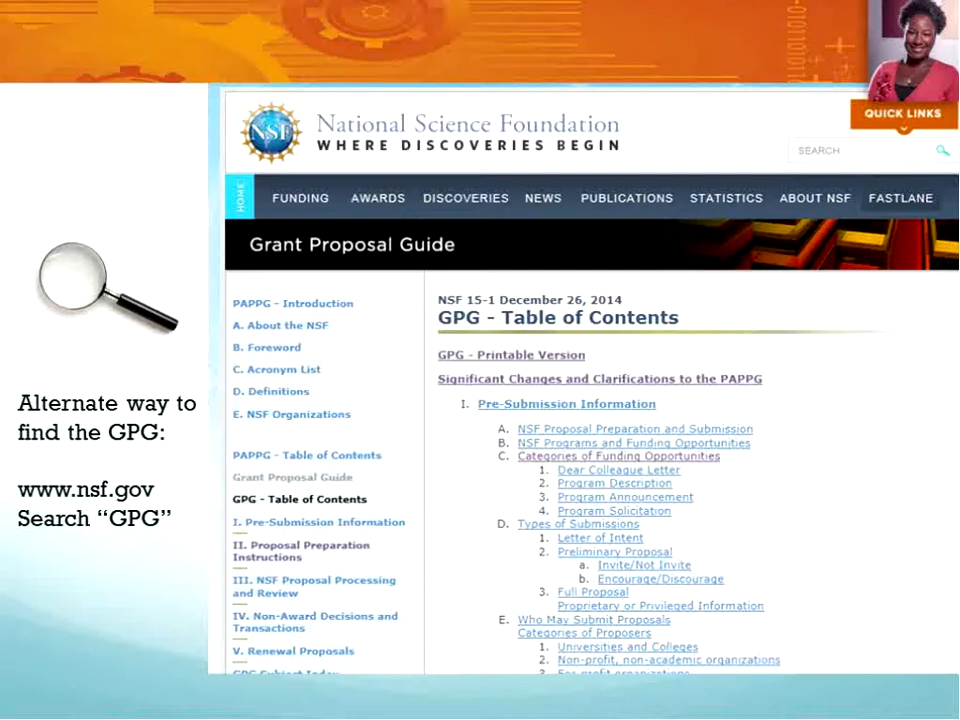 QUICK LINKS
NSF
National Science Foundation
WHERE DISCOVERIES BEGIN
SEARCH
HOME
FUNDING AWARDS DISCOVERIES NEWS PUBLICATIONS STATISTICS ABOUT NSF FASTLANE
Grant Proposal Guide
Alternate way to
find the GPG:
www.nsf.gov
Search “GPG”
PAPPG - Introduction
A. About the NSF
B. Foreword
C. Acronym List
D. Definitions
E. NSF Organizations
PAPPG - Table of Contents
Grant Proposal Guide
GPG - Table of Contents
I. Pre-Submission Information
II. Proposal Preparation
Instructions
III. NSF Proposal Processing
and Review
IV. Non-Award Decisions and
Transactions
V. Renewal Proposals
GPG Subject Index
NSF 15-1 December 26, 2014
GPG - Table of Contents
GPG - Printable Version
Significant Changes and Clarifications to the PAPPG
I. Pre-Submission Information
A. NSF Proposal Preparation and Submission
B. NSF Programs and Funding Opportunities
C. Categories of Funding Opportunities
1. Dear Colleague Letter
2. Program Description
3. Program Announcement
4. Program Solicitation
D. Types of Submissions
1. Letter of Intent
2. Preliminary Proposal
a. Invite/Not Invite
b. Encourage/Discourage
3. Full Proposal
Proprietary or Privileged Information
E. Who May Submit Proposals
Categories of Proposers
1. Universities and Colleges
2. Non-profit, non-academic organizations
3. For-profit organizations